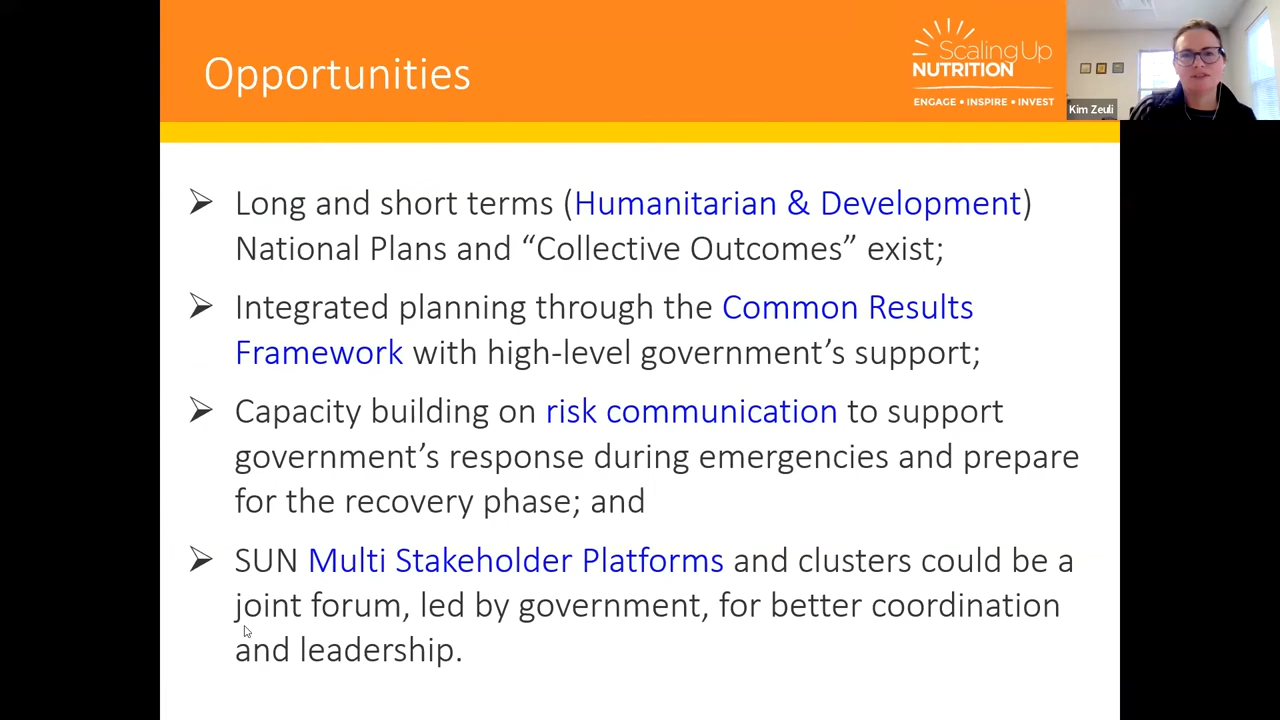 Opportunities
Scaling Up
NUTRITION
ENGAGE • INSPIRE • INVEST
Kim Zeuli
Long and short terms (Humanitarian & Development)
National Plans and “Collective Outcomes” exist;
Integrated planning through the Common Results
Framework with high-level government’s support;
Capacity building on risk communication to support
government’s response during emergencies and prepare
for the recovery phase; and
SUN Multi Stakeholder Platforms and clusters could be a
joint forum, led by government, for better coordination
and leadership.